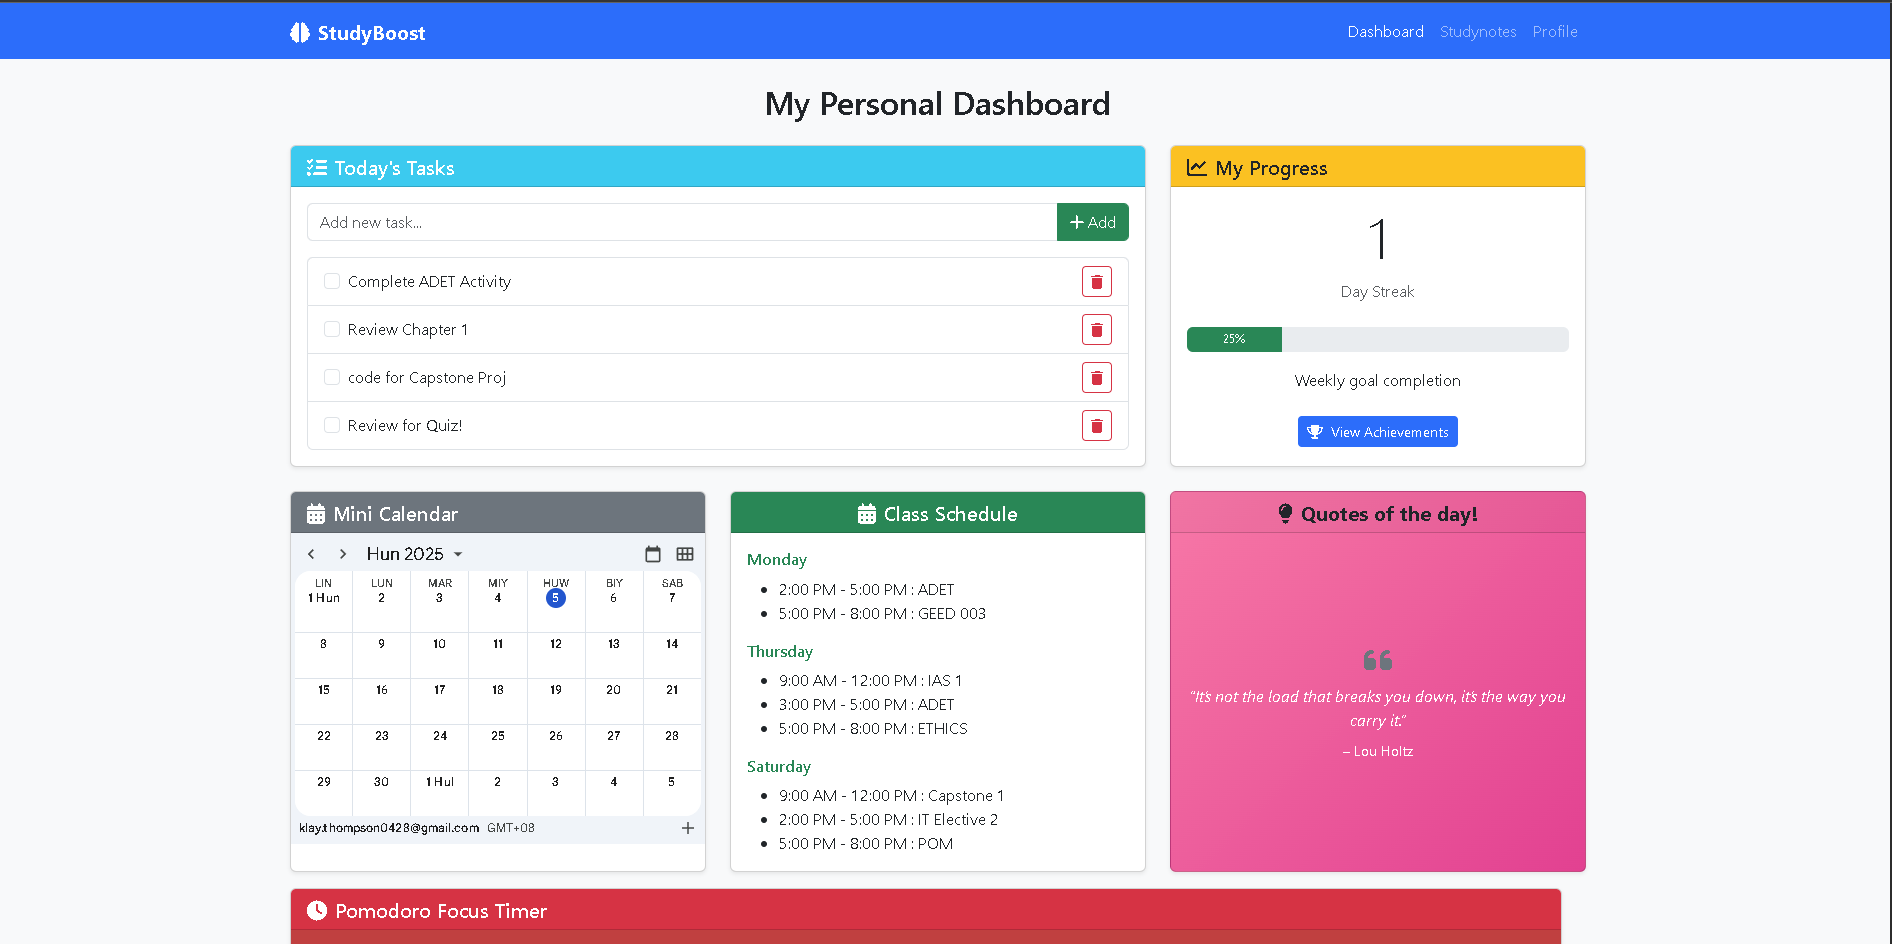 StudyBoost
Dashboard Studynotes Profile
My Personal Dashboard
Today's Tasks
Add new task...
Add
Complete ADET Activity
Review Chapter 1
code for Capstone Proj
Review for Quiz!
My Progress
1
Day Streak
25%
Weekly goal completion
View Achievements
Mini Calendar
Hun 2025
LIN LUN MAR MIY HUW BIY SAB
1 Hun 2 3 4 5 6 7
8 9 10 11 12 13 14
15 16 17 18 19 20 21
22 23 24 25 26 27 28
29 30 1 Hul 2 3 4 5
klay.thompson0428@gmail.com GMT+08
Class Schedule
Monday
2:00 PM - 5:00 PM : ADET
5:00 PM - 8:00 PM : GEED 003
Thursday
9:00 AM - 12:00 PM : IAS 1
3:00 PM - 5:00 PM : ADET
5:00 PM - 8:00 PM : ETHICS
Saturday
9:00 AM - 12:00 PM : Capstone 1
2:00 PM - 5:00 PM : IT Elective 2
5:00 PM - 8:00 PM : POM
Quotes of the day!
"It's not the load that breaks you down, it's the way you
carry it."
– Lou Holtz
Pomodoro Focus Timer